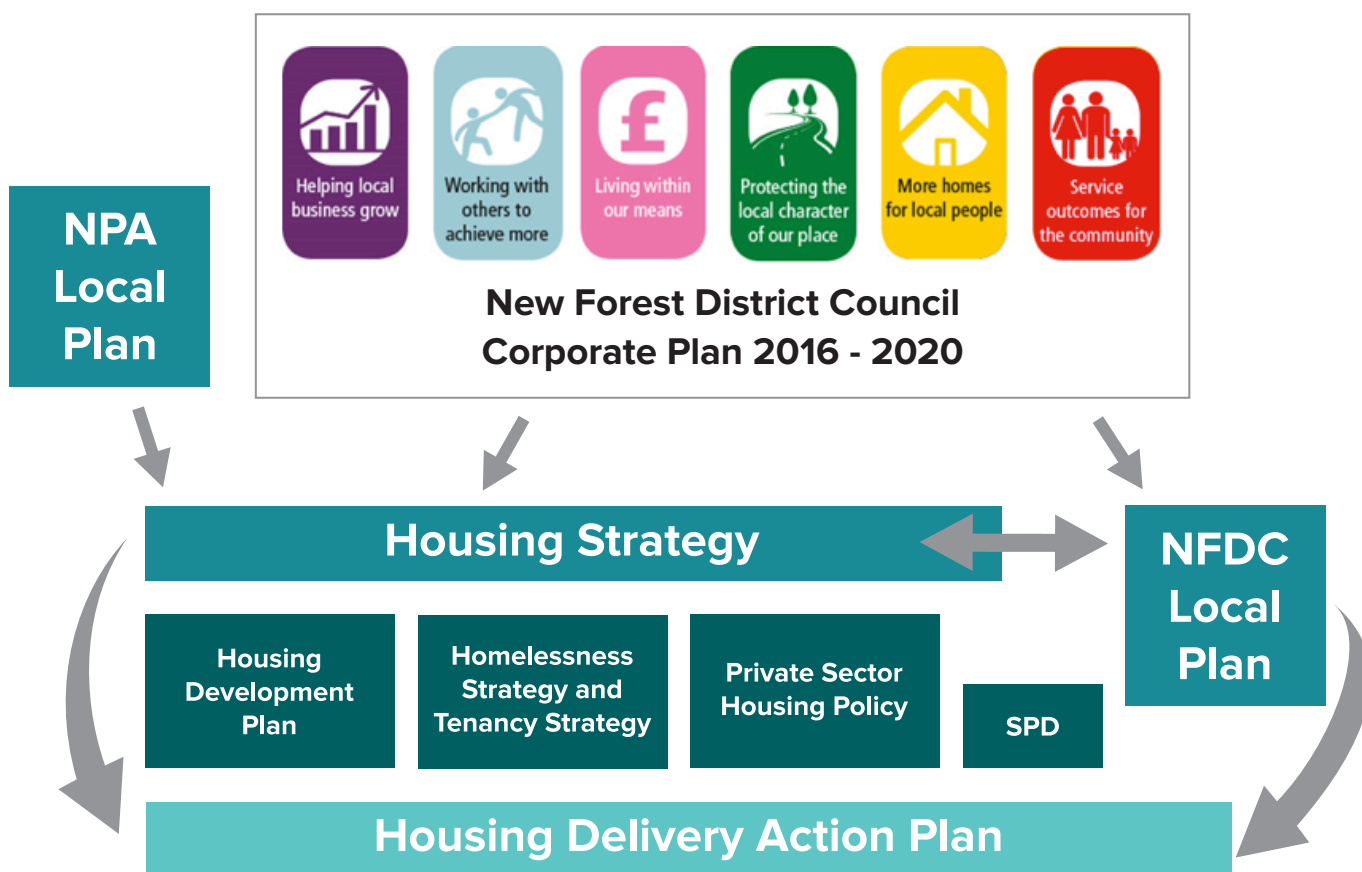 Helping local
business grow
Working with
others to
achieve more
£
Living within
our means
Protecting the
local character
of our place
More homes
for local people
Service
outcomes for
the community
New Forest District Council
Corporate Plan 2016 - 2020
NPA
Local
Plan
Housing Strategy
NFDC
Local
Plan
Housing
Development
Plan
Homelessness
Strategy and
Tenancy Strategy
Private Sector
Housing Policy
SPD
Housing Delivery Action Plan